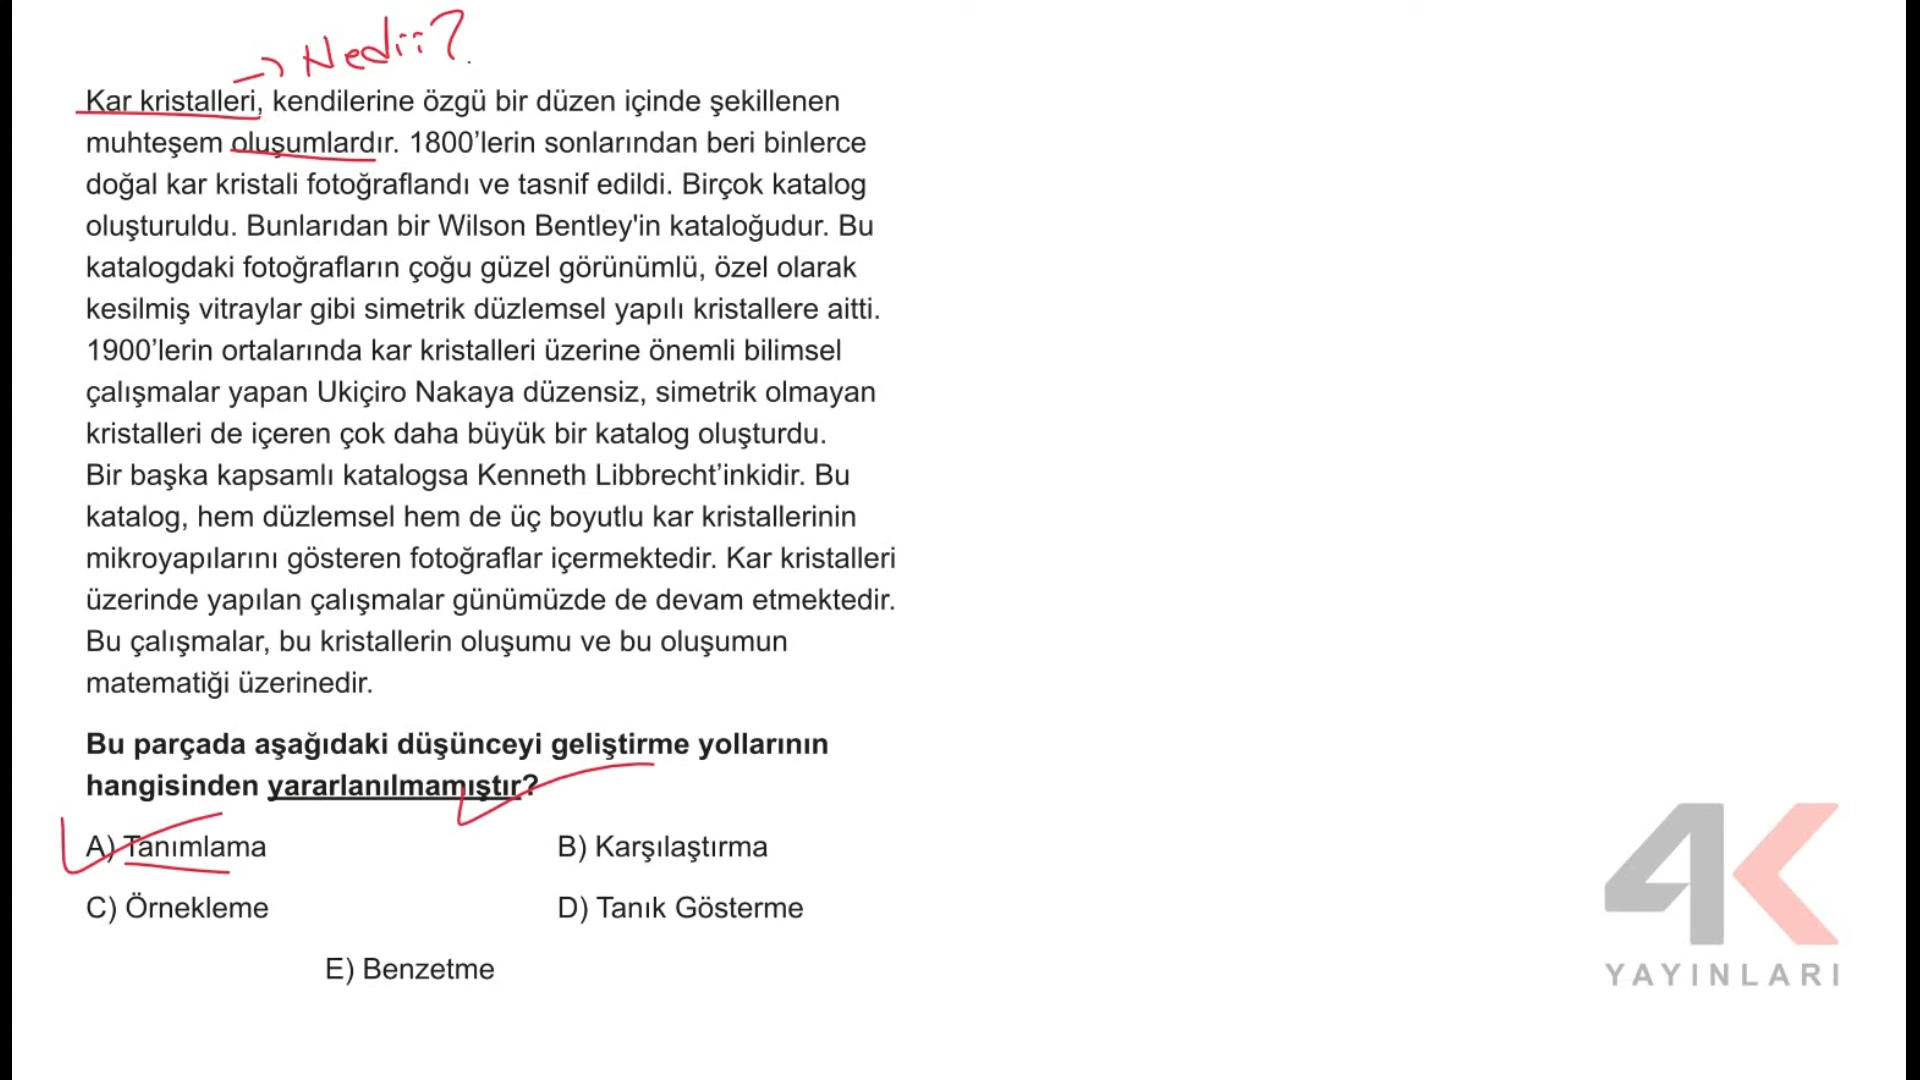 -> Nedir?
Kar kristalleri, kendilerine özgü bir düzen içinde şekillenen
muhteşem oluşumlardır. 1800’lerin sonlarından beri binlerce
doğal kar kristali fotoğraflandı ve tasnif edildi. Birçok katalog
oluşturuldu. Bunlarıdan bir Wilson Bentley'in kataloğudur. Bu
katalogdaki fotoğrafların çoğu güzel görünümlü, özel olarak
kesilmiş vitraylar gibi simetrik düzlemsel yapılı kristallere aitti.
1900’lerin ortalarında kar kristalleri üzerine önemli bilimsel
çalışmalar yapan Ukiçiro Nakaya düzensiz, simetrik olmayan
kristalleri de içeren çok daha büyük bir katalog oluşturdu.
Bir başka kapsamlı katalogsa Kenneth Libbrecht’inkidir. Bu
katalog, hem düzlemsel hem de üç boyutlu kar kristallerinin
mikroyapılarını gösteren fotoğraflar içermektedir. Kar kristalleri
üzerinde yapılan çalışmalar günümüzde de devam etmektedir.
Bu çalışmalar, bu kristallerin oluşumu ve bu oluşumun
matematiği üzerinedir.
Bu parçada aşağıdaki düşünceyi geliştirme yollarının
hangisinden yararlanılmamıştır?
A) Tanımlama
B) Karşılaştırma
C) Örnekleme
D) Tanık Gösterme
E) Benzetme
4K
YAYINLARI